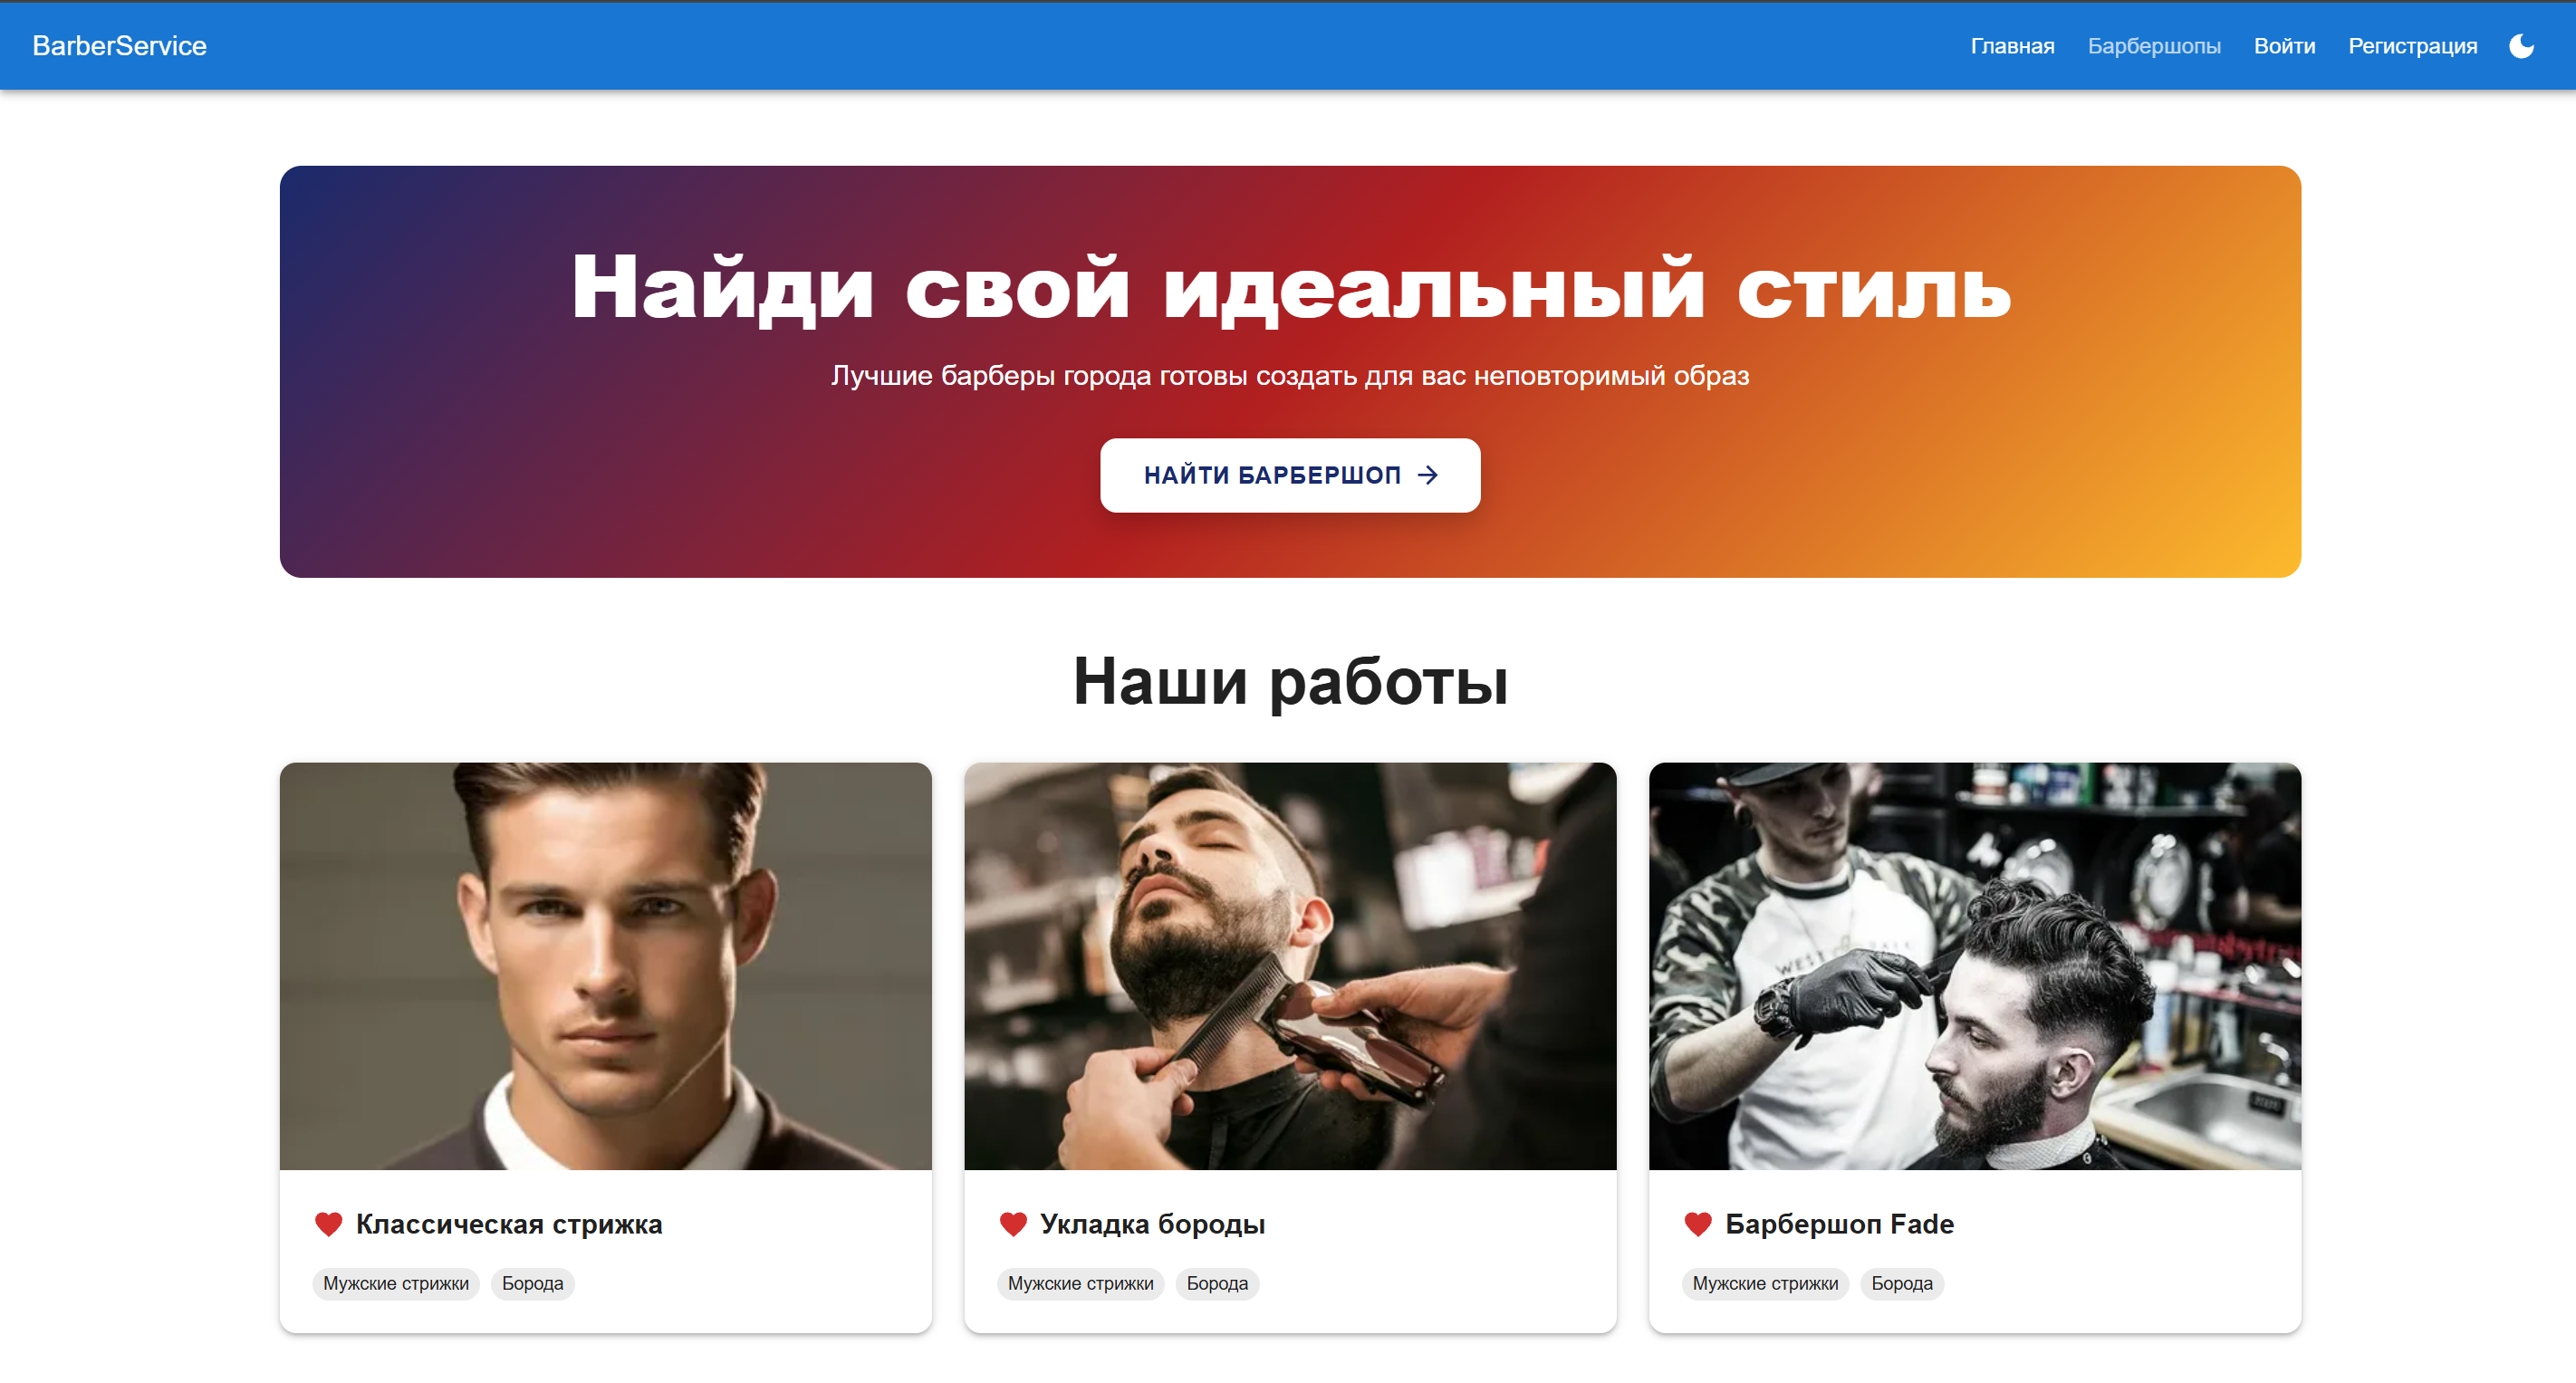 BarberService
Главная Барбершопы Войти Регистрация
Найди свой идеальный стиль
Лучшие барберы города готовы создать для вас неповторимый образ
НАЙТИ БАРБЕРШОП
Наши работы
Классическая стрижка
Мужские стрижки Борода
Укладка бороды
Мужские стрижки Борода
Барбершоп Fade
Мужские стрижки Борода